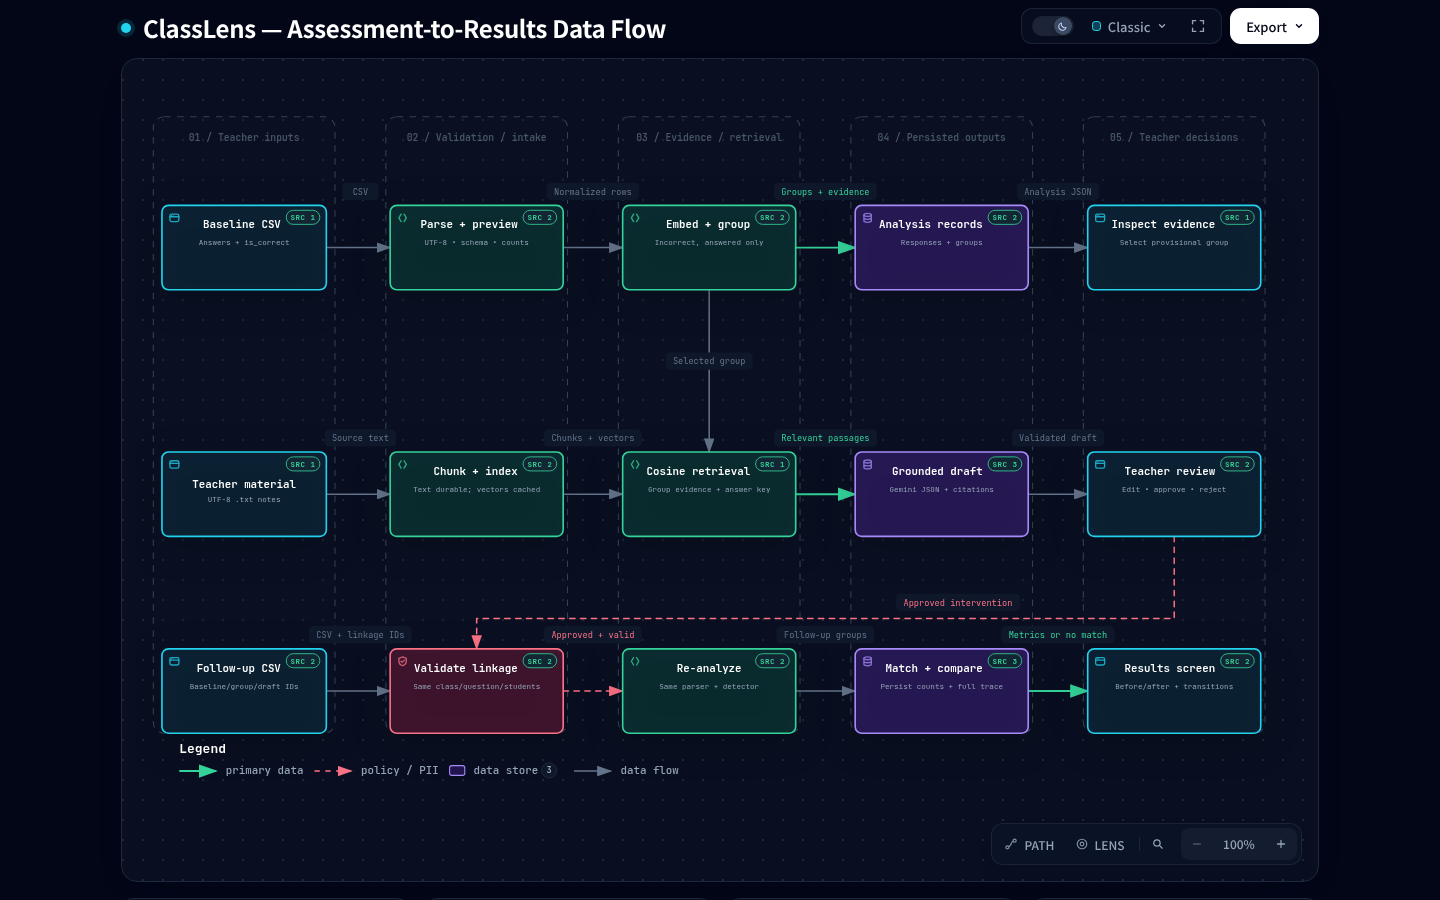 ClassLens — Assessment-to-Results Data Flow
Classic
Export
01 / Teacher inputs
02 / Validation / intake
03 / Evidence / retrieval
04 / Persisted outputs
05 / Teacher decisions
CSV
Normalized rows
Groups + evidence
Analysis JSON
Baseline CSV
SRC 1
Answers + is_correct
Parse + preview
SRC 2
UTF-8 • schema • counts
Embed + group
SRC 2
Incorrect, answered only
Analysis records
SRC 2
Responses + groups
Inspect evidence
SRC 1
Select provisional group
Selected group
Source text
Chunks + vectors
Relevant passages
Validated draft
SRC 1
Teacher material
UTF-8 .txt notes
Chunk + index
SRC 2
Text durable; vectors cached
Cosine retrieval
SRC 1
Group evidence + answer key
Grounded draft
SRC 3
Gemini JSON + citations
Teacher review
SRC 2
Edit • approve • reject
Approved intervention
CSV + linkage IDs
Approved + valid
Follow-up groups
Metrics or no match
Follow-up CSV
SRC 2
Baseline/group/draft IDs
Validate linkage
SRC 2
Same class/question/students
Re-analyze
SRC 2
Same parser + detector
Match + compare
SRC 3
Persist counts + full trace
Results screen
SRC 2
Before/after + transitions
Legend
primary data
policy / PII
data store 3
data flow
PATH
LENS
− 100% +